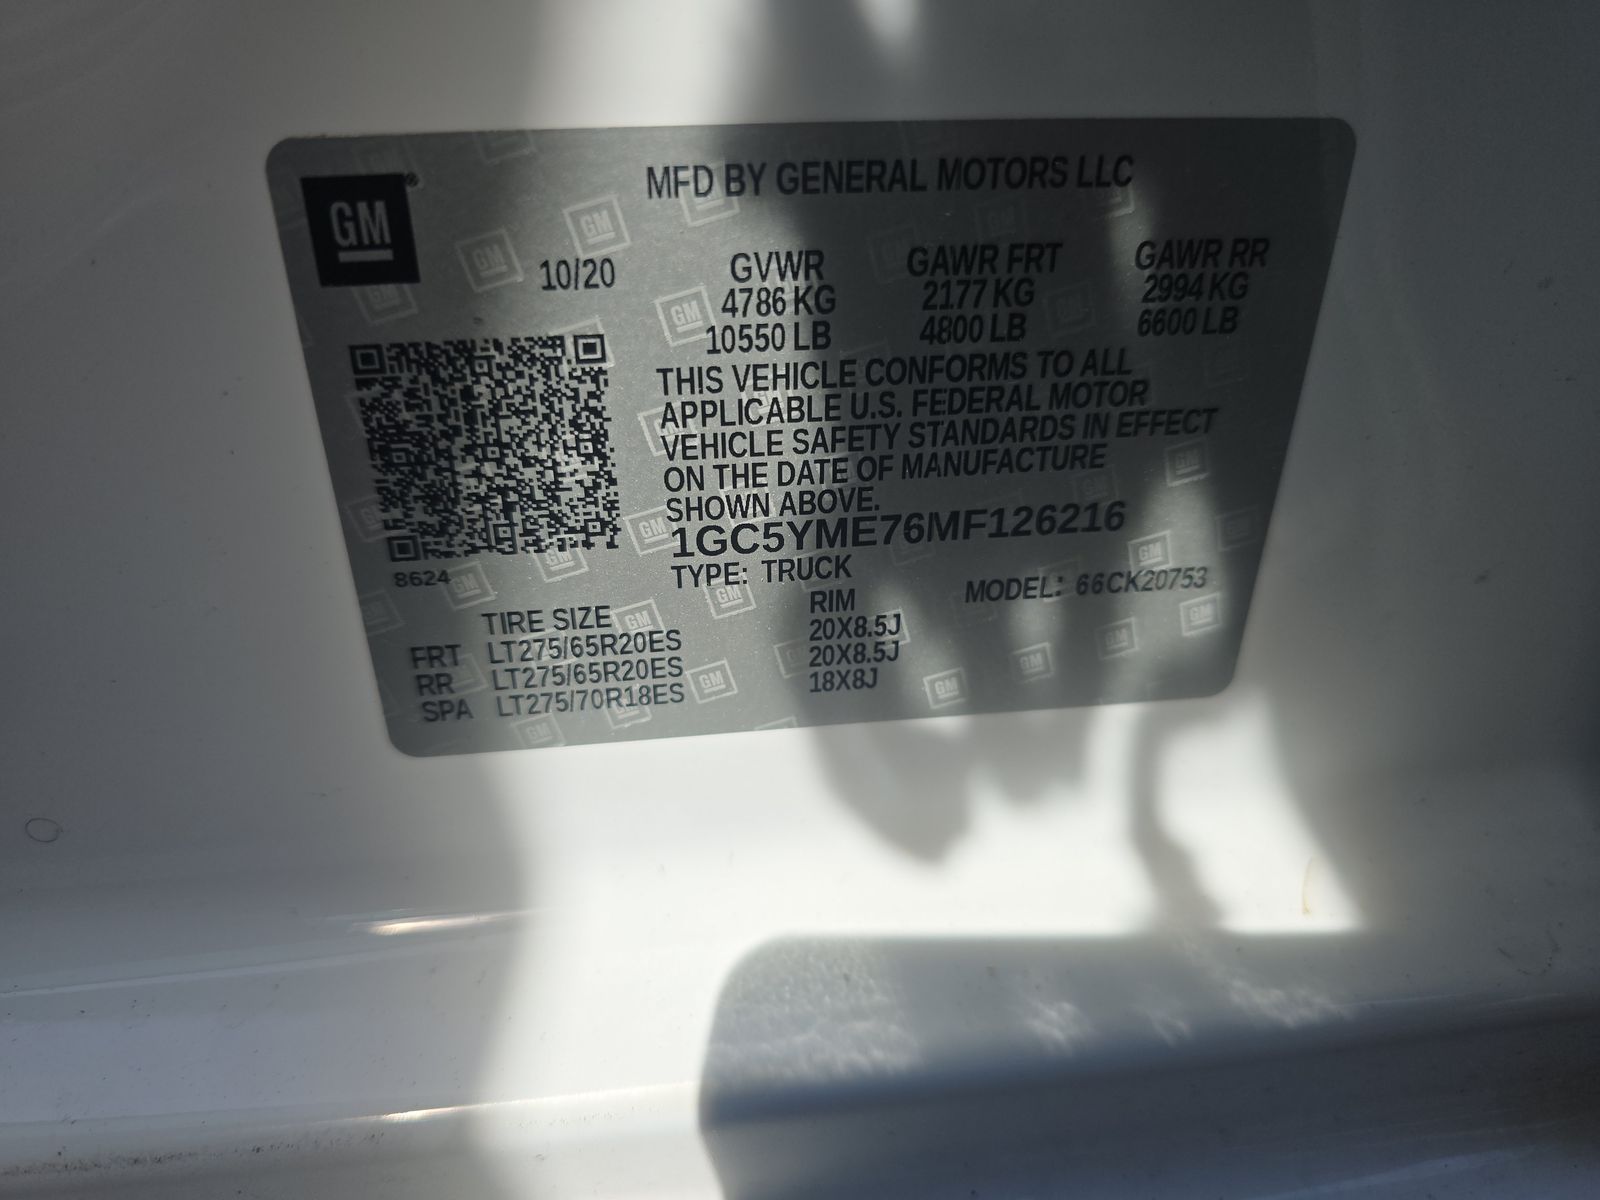 GM
MFD BY GENERAL MOTORS LLC
10/20
GVWR GAWR FRT GAWR RR
4786 KG 2177 KG 2994 KG
10550 LB 4800 LB 6600 LB
THIS VEHICLE CONFORMS TO ALL
APPLICABLE U.S. FEDERAL MOTOR
VEHICLE SAFETY STANDARDS IN EFFECT
ON THE DATE OF MANUFACTURE
SHOWN ABOVE.
1GC5YME76MF126216
8624
TYPE: TRUCK MODEL: 66CK20753
TIRE SIZE RIM
FRT LT275/65R20ES 20X8.5J
RR LT275/65R20ES 20X8.5J
SPA LT275/70R18ES 18X8J